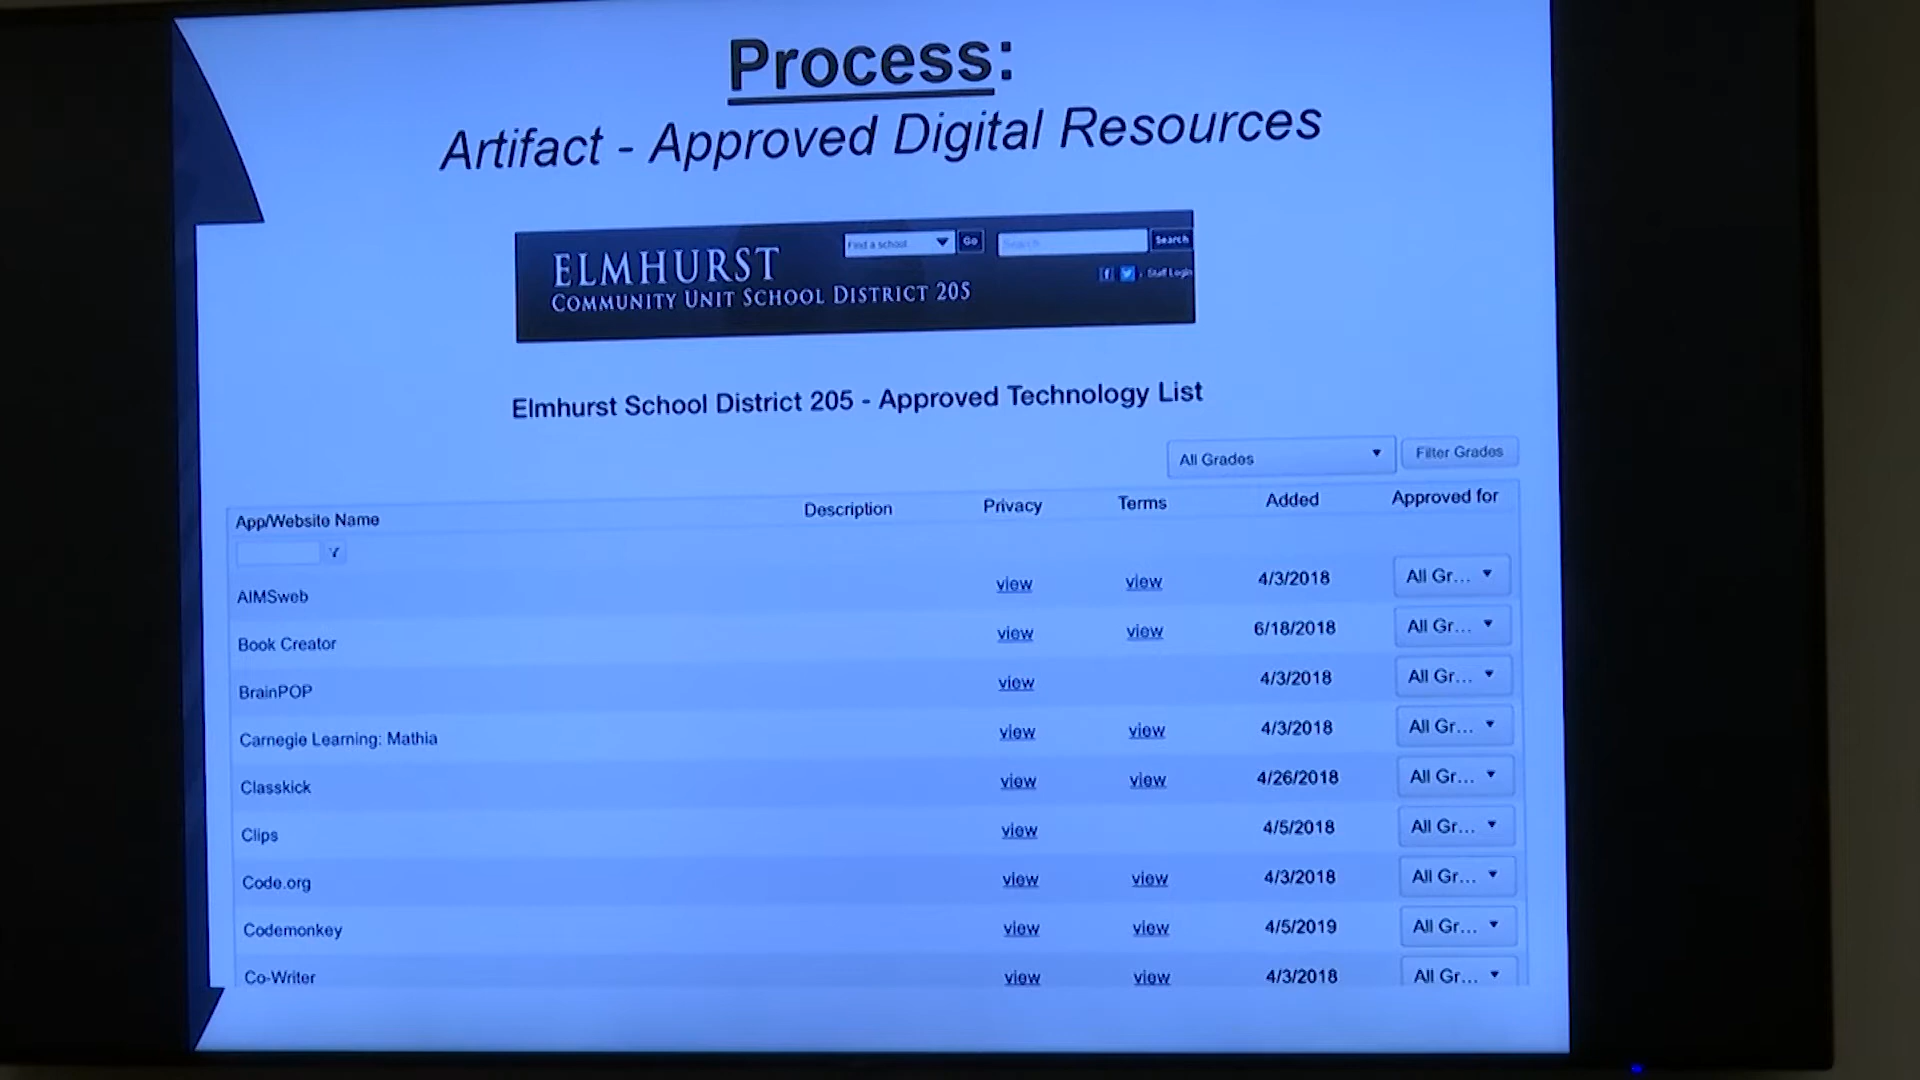 Process:
Artifact - Approved Digital Resources
Find a school Go Search Search
ELMHURST
Staff Login
COMMUNITY UNIT SCHOOL DISTRICT 205
Elmhurst School District 205 - Approved Technology List
All Grades Filter Grades
App/Website Name Description Privacy Terms Added Approved for
AIMSweb view view 4/3/2018 All Gr...
Book Creator view view 6/18/2018 All Gr...
BrainPOP view 4/3/2018 All Gr...
Carnegie Learning: Mathia view view 4/3/2018 All Gr...
Classkick view view 4/26/2018 All Gr...
Clips view 4/5/2018 All Gr...
Code.org view view 4/3/2018 All Gr...
Codemonkey view view 4/5/2019 All Gr...
Co-Writer view view 4/3/2018 All Gr...